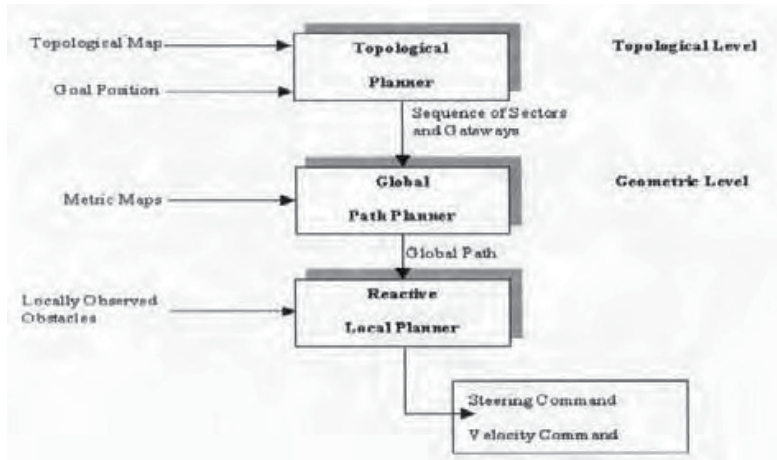 Topological Map
Topological
Planner
Topological Level
Goal Position
Sequence of Sectors
and Gateways
Global
Path Planner
Geometric Level
Metric Maps
Global Path
Reactive
Local Planner
Locally Observed
Obstacles
Steering Command
Velocity Command